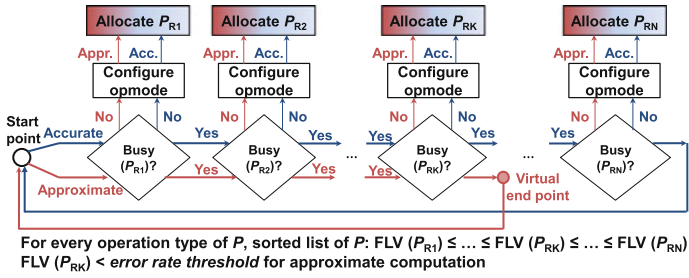 Allocate PR1 Allocate PR2 Allocate PRK Allocate PRN
Appr. Acc. Appr. Acc. Appr. Acc. Appr. Acc.
Configure opmode Configure opmode Configure opmode Configure opmode
No No No No No No No No
Start point
Accurate Yes Yes Yes Yes Yes
Busy (PR1)? Busy (PR2)? Busy (PRK)? Busy (PRN)?
... ...
Approximate Yes Yes Yes
Virtual end point
For every operation type of P, sorted list of P: FLV (PR1) ≤ … ≤ FLV (PRK) ≤ … ≤ FLV (PRN)
FLV (PRK) < error rate threshold for approximate computation